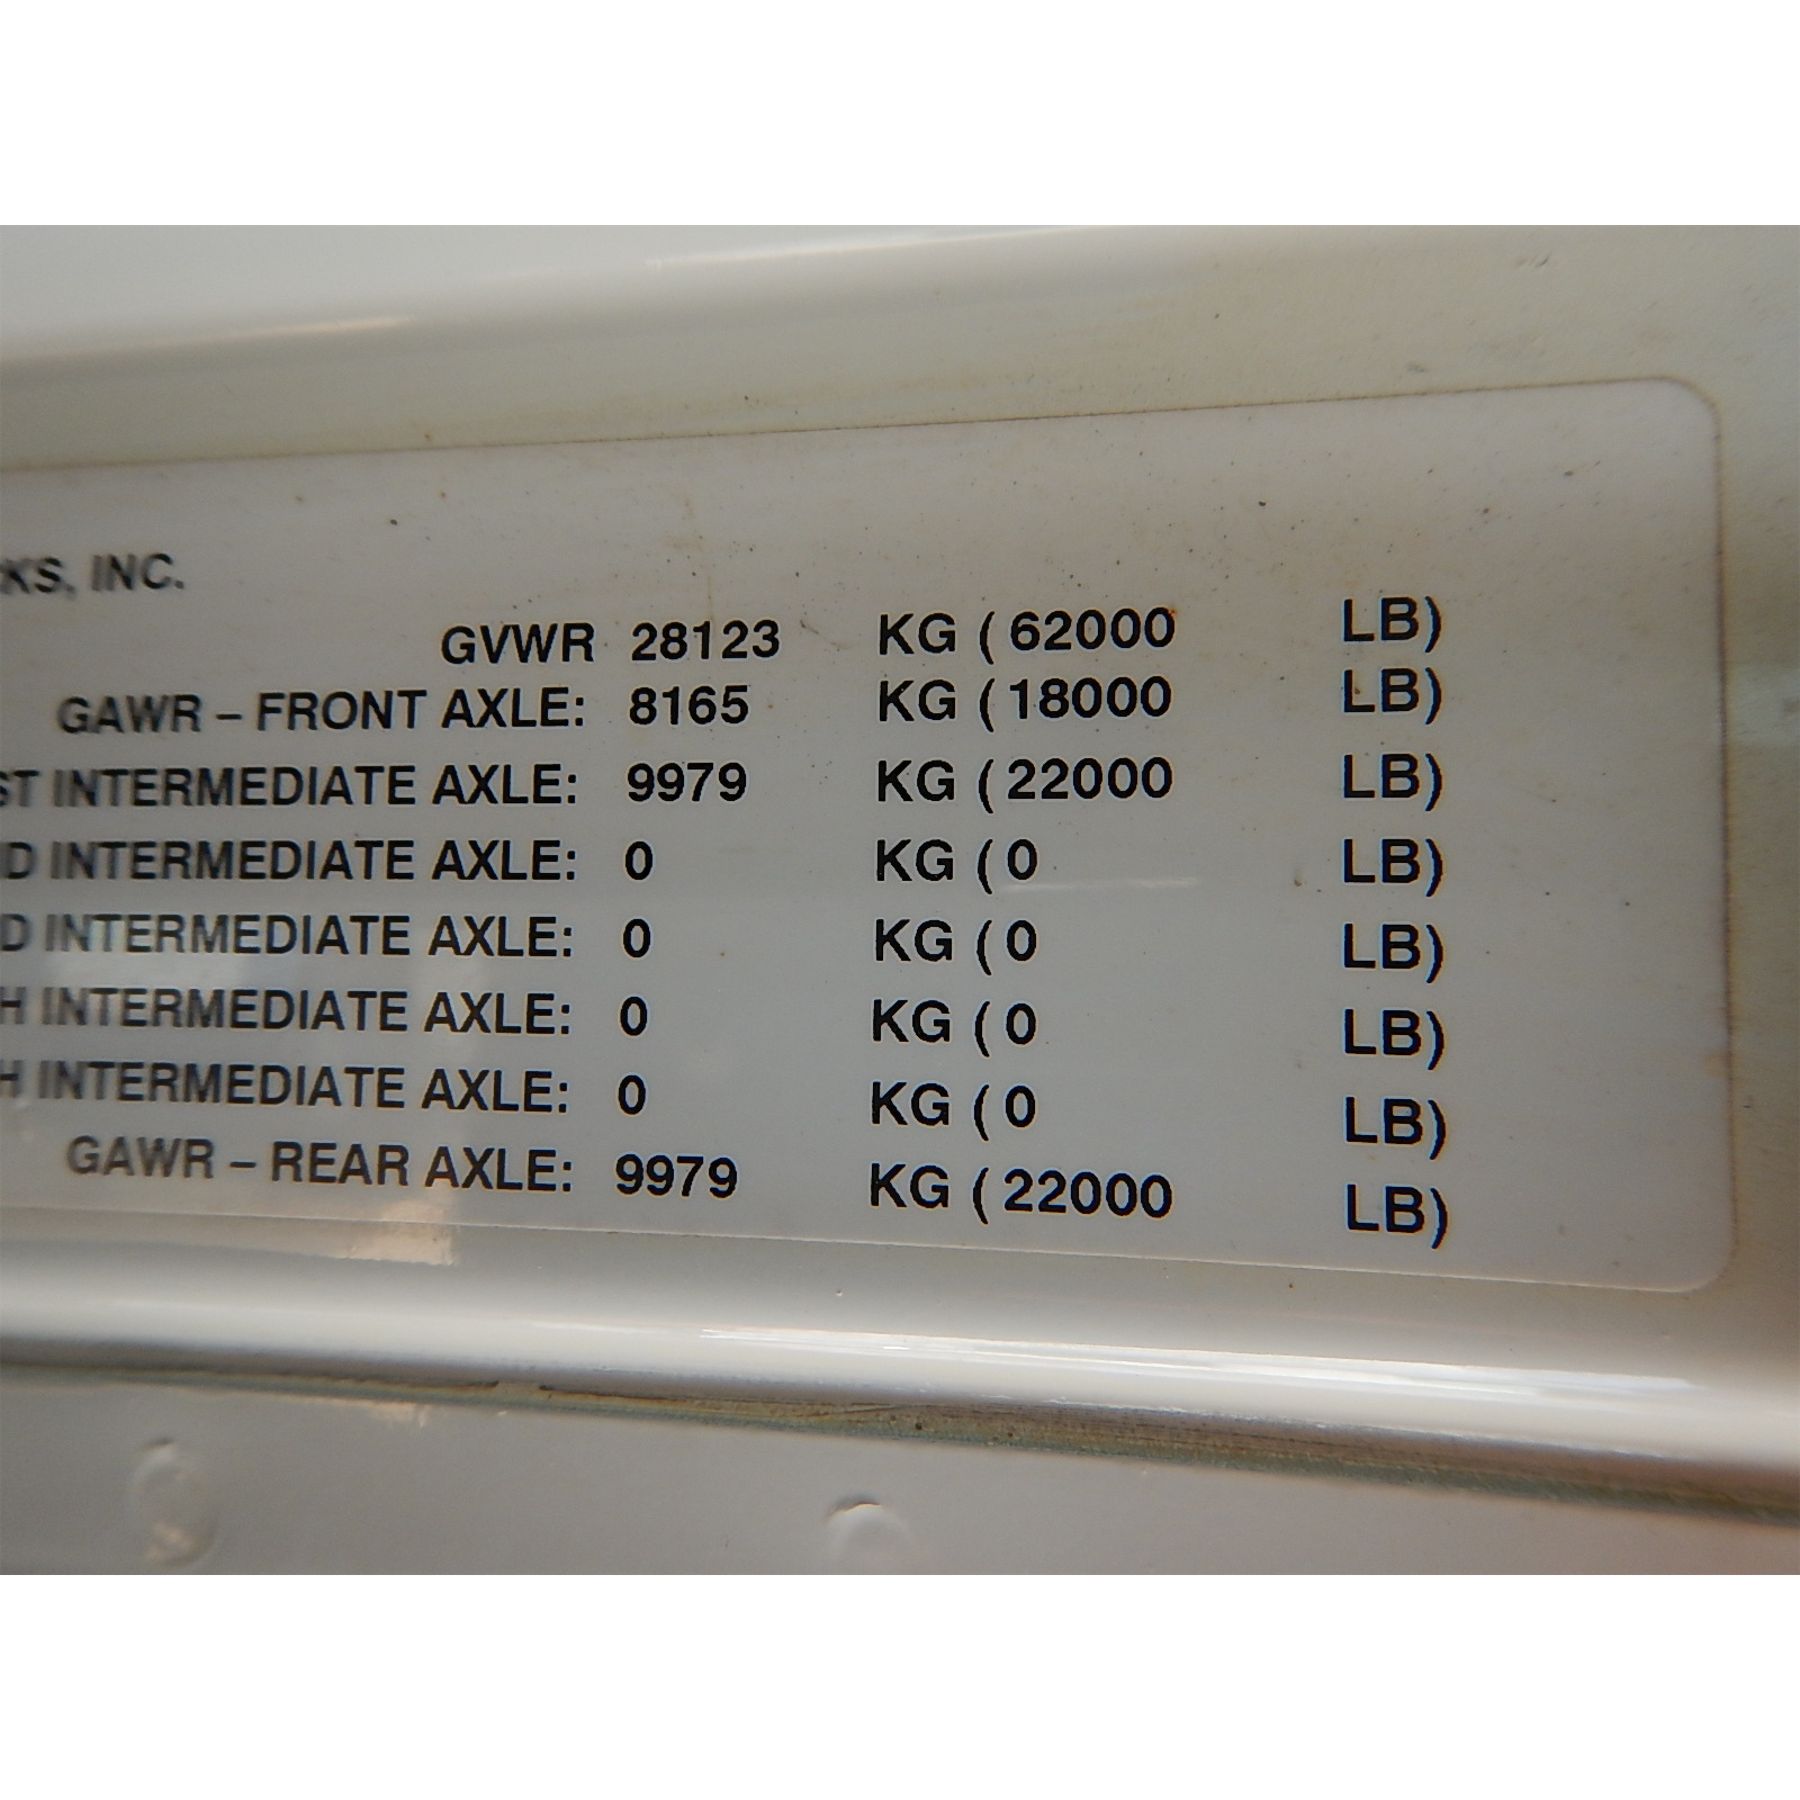 KS, INC.
GVWR 28123 KG ( 62000 LB)
GAWR – FRONT AXLE: 8165 KG ( 18000 LB)
ST INTERMEDIATE AXLE: 9979 KG ( 22000 LB)
D INTERMEDIATE AXLE: 0 KG ( 0 LB)
D INTERMEDIATE AXLE: 0 KG ( 0 LB)
H INTERMEDIATE AXLE: 0 KG ( 0 LB)
H INTERMEDIATE AXLE: 0 KG ( 0 LB)
GAWR – REAR AXLE: 9979 KG ( 22000 LB)